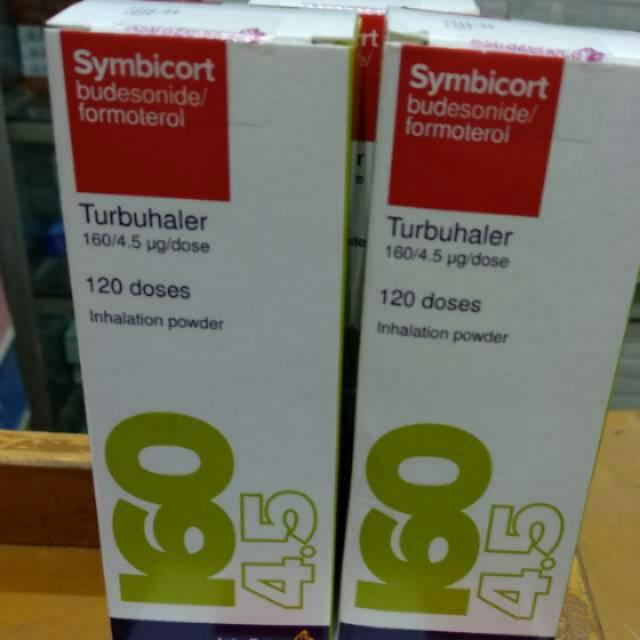 Symbicort
budesonide/
formoterol
Turbuhaler
160/4.5 µg/dose
120 doses
Inhalation powder
160
4.5
Symbicort
budesonide/
formoterol
Turbuhaler
160/4.5 µg/dose
120 doses
Inhalation powder
160
4.5